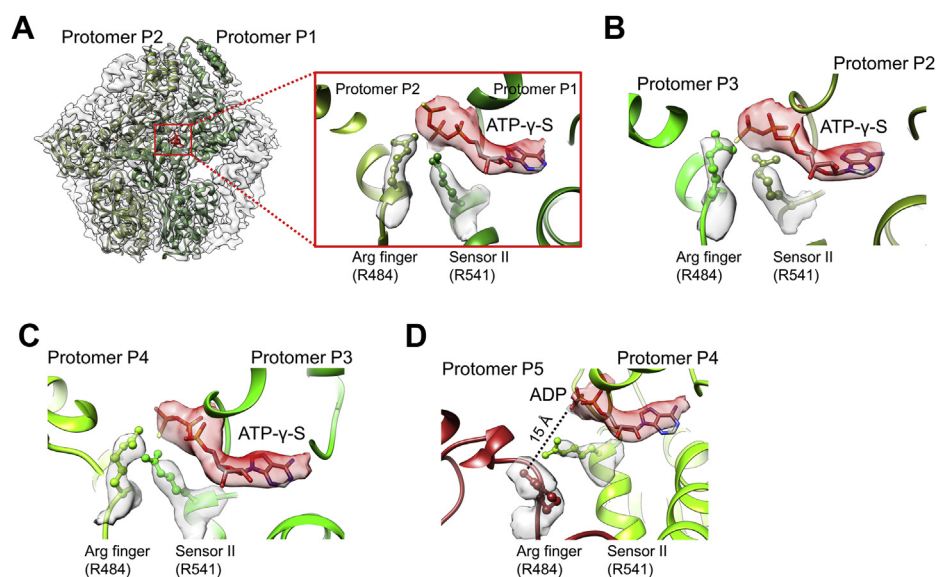 A
Protomer P2
Protomer P1
Protomer P2
Protomer P1
ATP-γ-S
Arg finger
(R484)
Sensor II
(R541)
B
Protomer P3
Protomer P2
ATP-γ-S
Arg finger
(R484)
Sensor II
(R541)
C
Protomer P4
Protomer P3
ATP-γ-S
Arg finger
(R484)
Sensor II
(R541)
D
Protomer P5
Protomer P4
ADP
15 Å
Arg finger
(R484)
Sensor II
(R541)